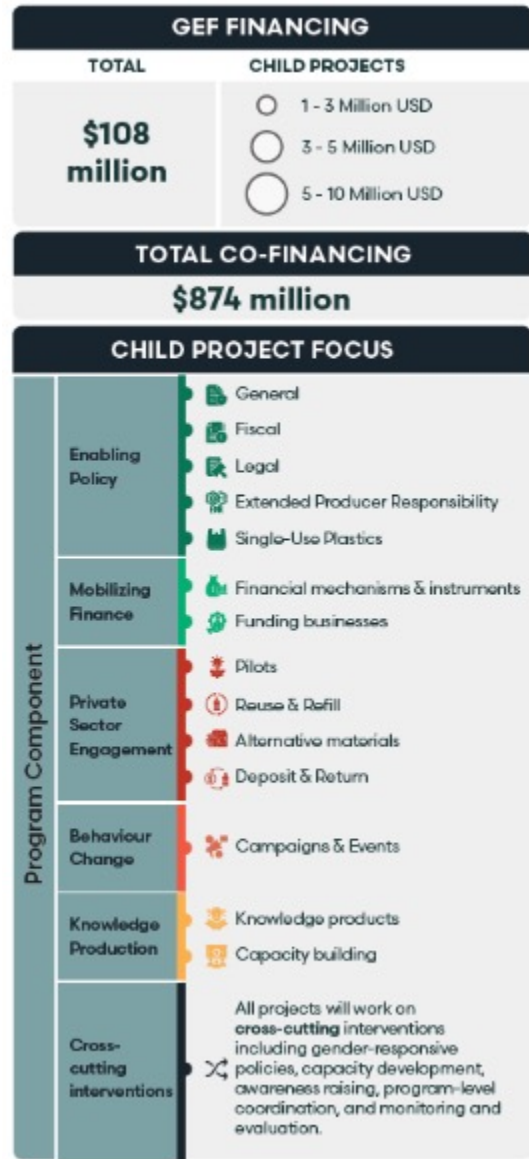 GEF FINANCING
TOTAL
CHILD PROJECTS
$108
million
1 - 3 Million USD
3 - 5 Million USD
5 - 10 Million USD
TOTAL CO-FINANCING
$874 million
CHILD PROJECT FOCUS
Program Component
Enabling
Policy
General
Fiscal
Legal
Extended Producer Responsibility
Single-Use Plastics
Mobilizing
Finance
Financial mechanisms & instruments
Funding businesses
Private
Sector
Engagement
Pilots
Reuse & Refill
Alternative materials
Deposit & Return
Behaviour
Change
Campaigns & Events
Knowledge
Production
Knowledge products
Capacity building
Cross-
cutting
interventions
All projects will work on
cross-cutting interventions
including gender-responsive
policies, capacity development,
awareness raising, program-level
coordination, and monitoring and
evaluation.